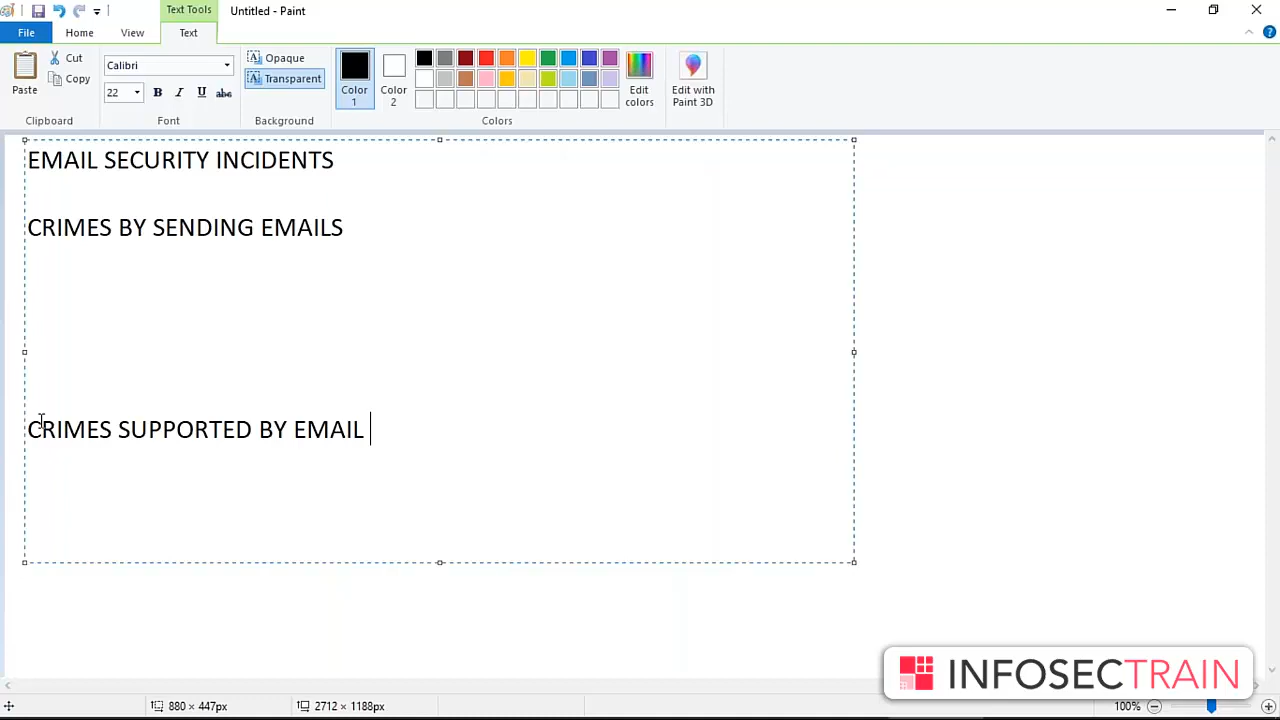 Text Tools
Untitled - Paint
File
Home
View
Text
Paste
Cut
Copy
Clipboard
Calibri
22
B
I
U
abc
Font
Opaque
Transparent
Background
Color 1
Color 2
Edit colors
Colors
Edit with Paint 3D
EMAIL SECURITY INCIDENTS
CRIMES BY SENDING EMAILS
CRIMES SUPPORTED BY EMAIL
INFOSECTRAIN
880 × 447px
2712 × 1188px
100%